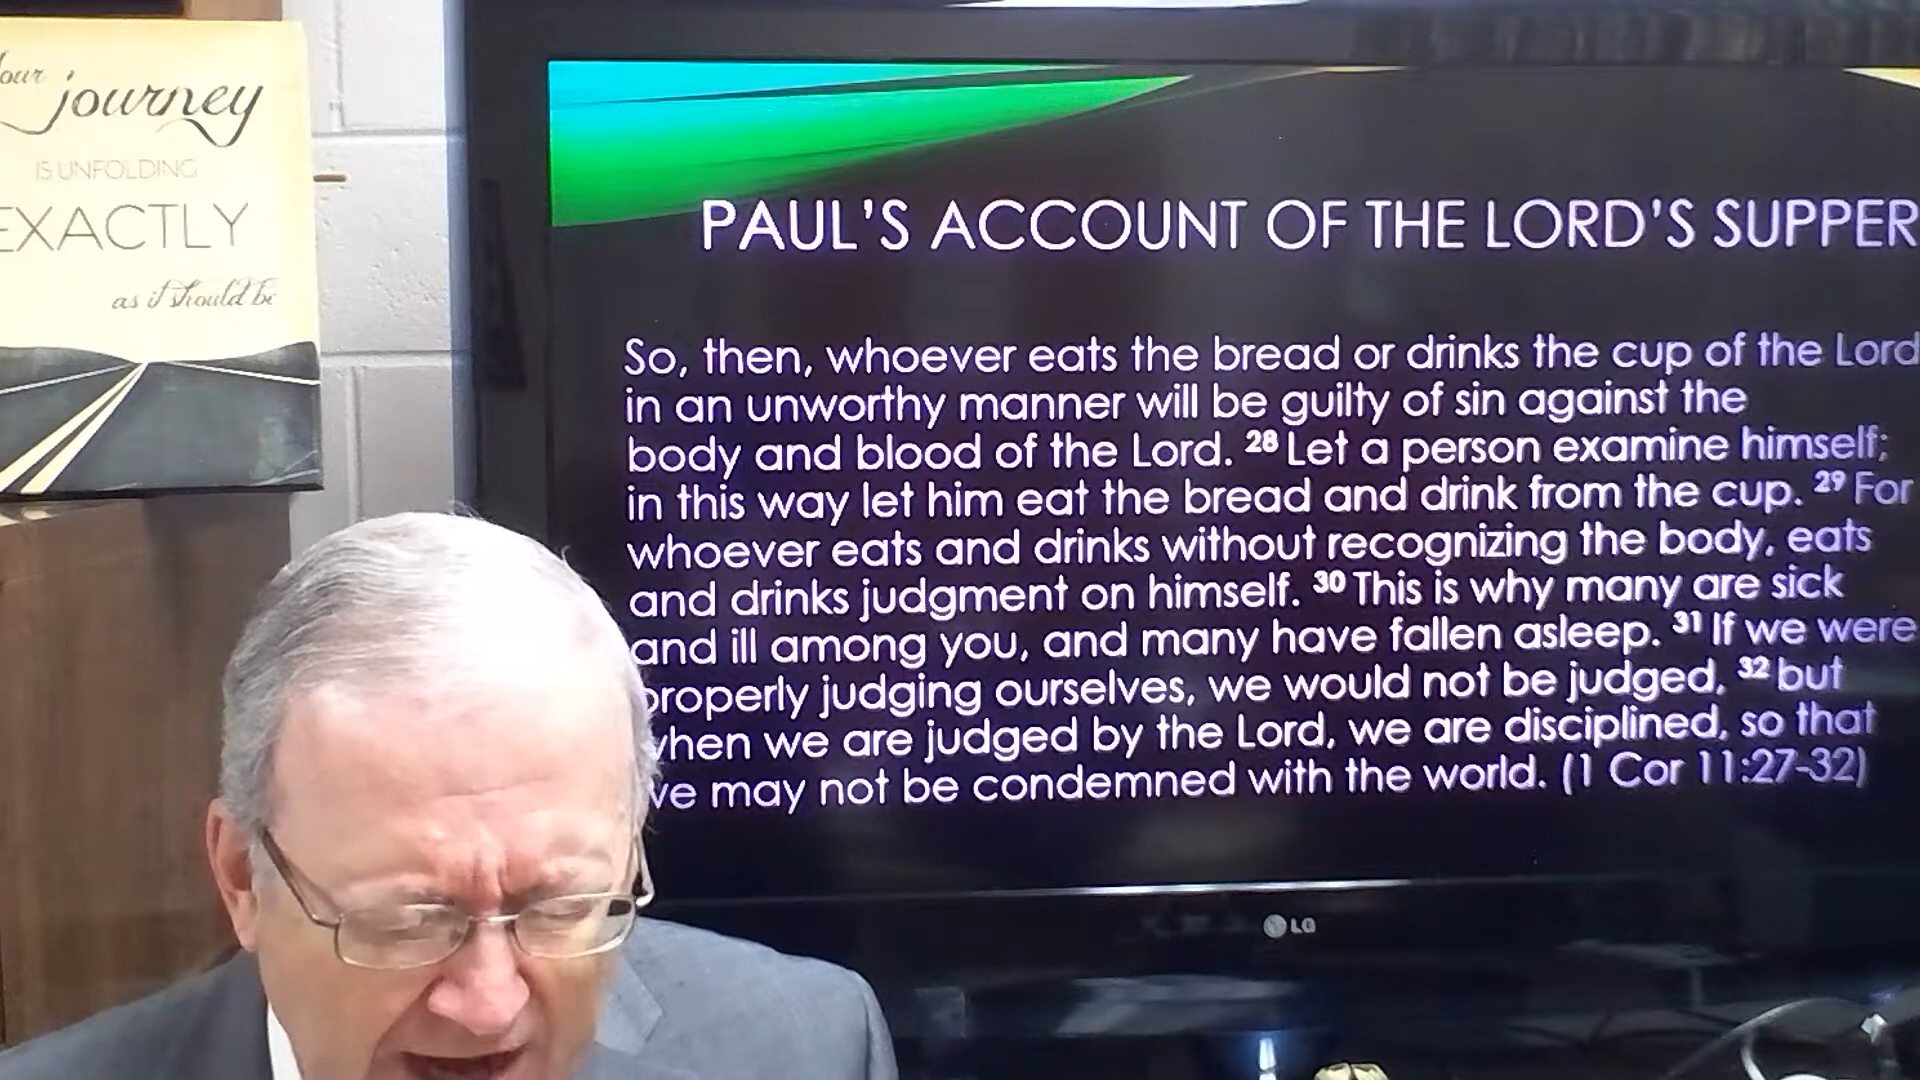 our
journey
IS UNFOLDING
EXACTLY
as it should be
PAUL'S ACCOUNT OF THE LORD'S SUPPER
So, then, whoever eats the bread or drinks the cup of the Lord
in an unworthy manner will be guilty of sin against the
body and blood of the Lord. 28 Let a person examine himself;
in this way let him eat the bread and drink from the cup. 29 For
whoever eats and drinks without recognizing the body, eats
and drinks judgment on himself. 30 This is why many are sick
and ill among you, and many have fallen asleep. 31 If we were
properly judging ourselves, we would not be judged, 32 but
when we are judged by the Lord, we are disciplined, so that
we may not be condemned with the world. (1 Cor 11:27-32)
LG